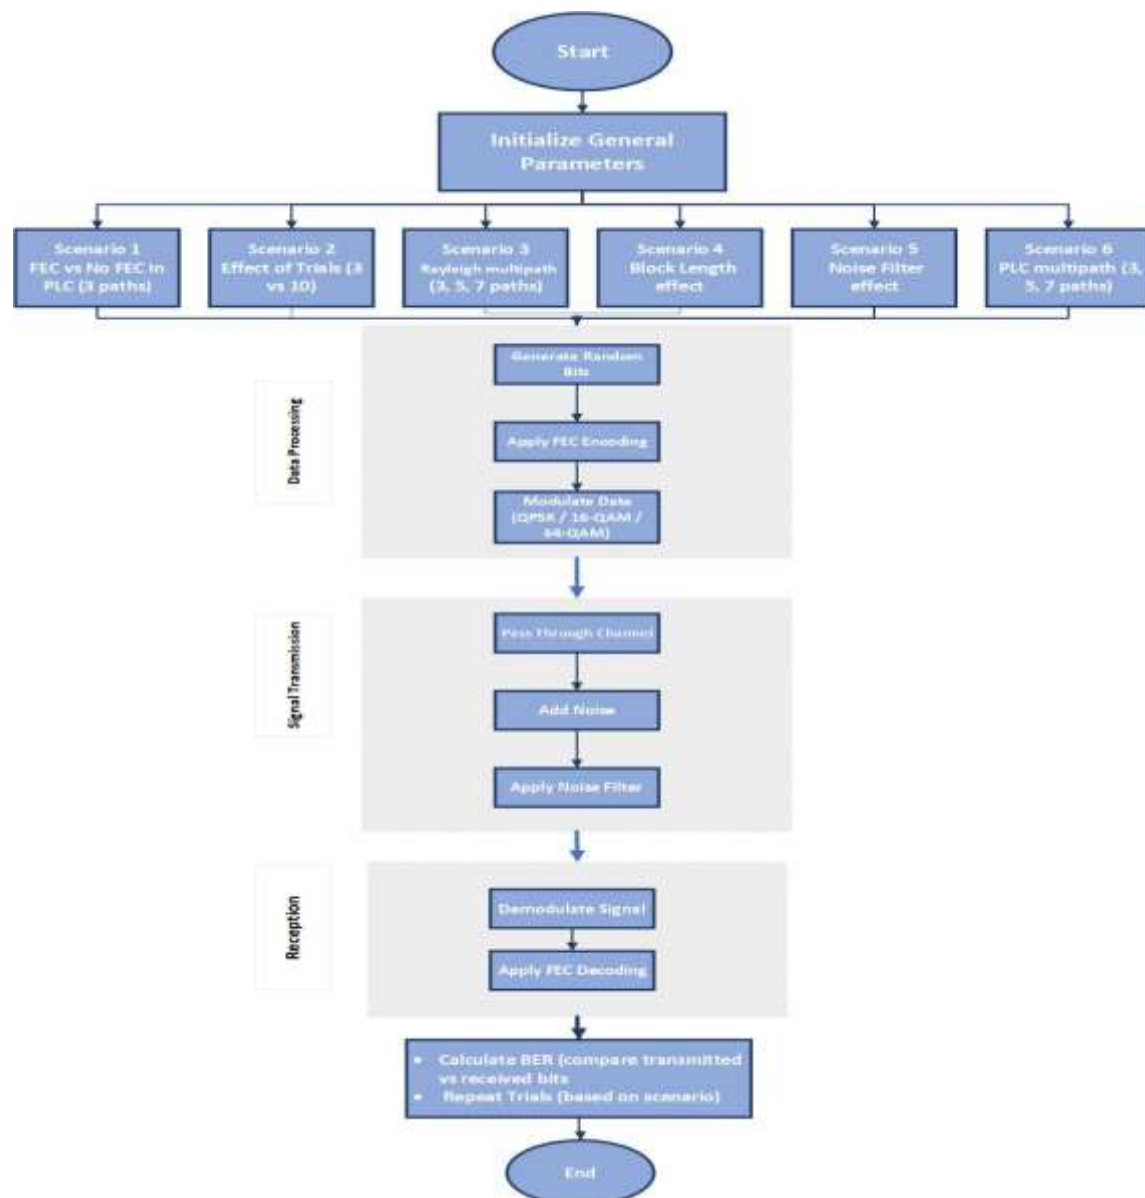 Start
Initialize General
Parameters
Scenario 1
FEC vs No FEC in
PLC (3 paths)
Scenario 2
Effect of Trials (3
vs 10)
Scenario 3
Rayleigh multipath
(3, 5, 7 paths)
Scenario 4
Block Length
effect
Scenario 5
Noise Filter
effect
Scenario 6
PLC multipath (3,
5, 7 paths)
Data Processing
Generate Random
Bits
Apply FEC Encoding
Modulate Data
(QPSK / 16-QAM /
64-QAM)
Signal Transmission
Pass Through Channel
Add Noise
Apply Noise Filter
Reception
Demodulate Signal
Apply FEC Decoding
• Calculate BER (compare transmitted
vs received bits
• Repeat Trials (based on scenario)
End